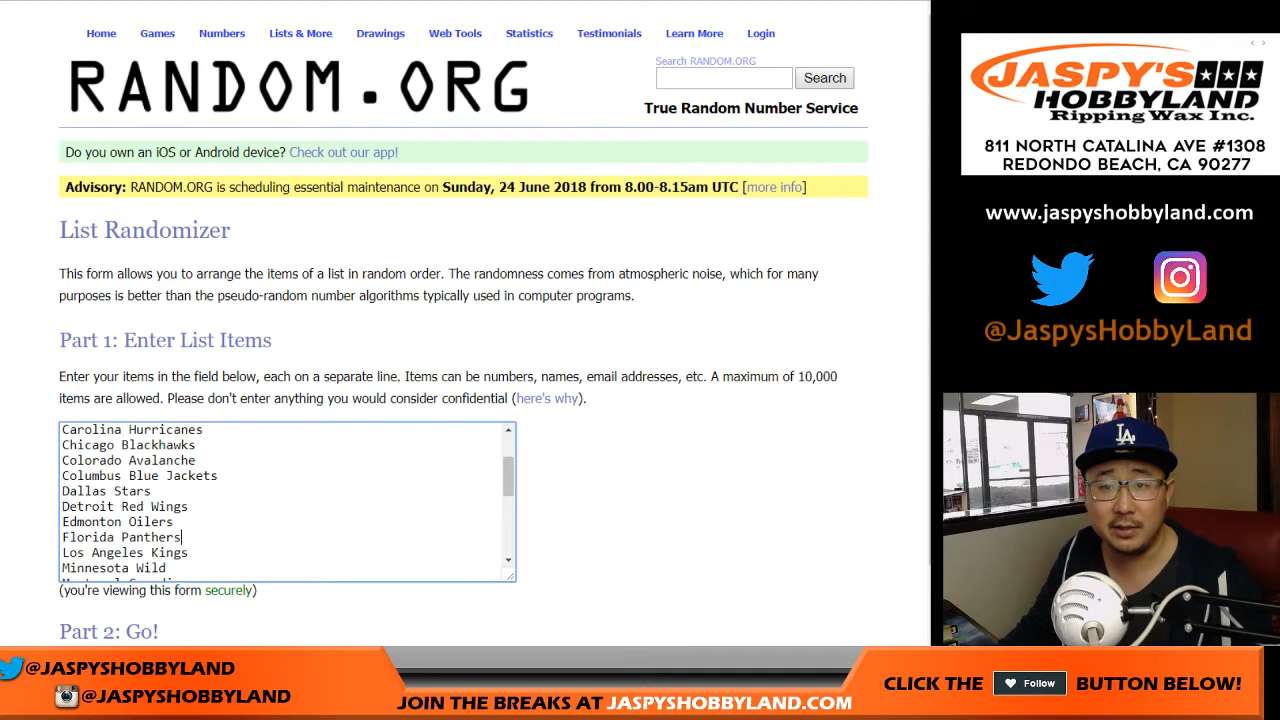 Home Games Numbers Lists & More Drawings Web Tools Statistics Testimonials Learn More Login
RANDOM.ORG
Search RANDOM.ORG
Search
True Random Number Service
Do you own an iOS or Android device? Check out our app!
Advisory: RANDOM.ORG is scheduling essential maintenance on Sunday, 24 June 2018 from 8.00-8.15am UTC [more info]
List Randomizer
This form allows you to arrange the items of a list in random order. The randomness comes from atmospheric noise, which for many
purposes is better than the pseudo-random number algorithms typically used in computer programs.
Part 1: Enter List Items
Enter your items in the field below, each on a separate line. Items can be numbers, names, email addresses, etc. A maximum of 10,000
items are allowed. Please don't enter anything you would consider confidential (here's why).
Carolina Hurricanes
Chicago Blackhawks
Colorado Avalanche
Columbus Blue Jackets
Dallas Stars
Detroit Red Wings
Edmonton Oilers
Florida Panthers
Los Angeles Kings
Minnesota Wild
(you're viewing this form securely)
Part 2: Go!
JASPY'S
HOBBYLAND
Ripping Wax Inc.
811 NORTH CATALINA AVE #1308
REDONDO BEACH, CA 90277
www.jaspyshobbyland.com
@JaspysHobbyLand
LA
@JASPYSHOBBYLAND
@JASPYSHOBBYLAND
JOIN THE BREAKS AT JASPYSHOBBYLAND.COM
CLICK THE Follow BUTTON BELOW!